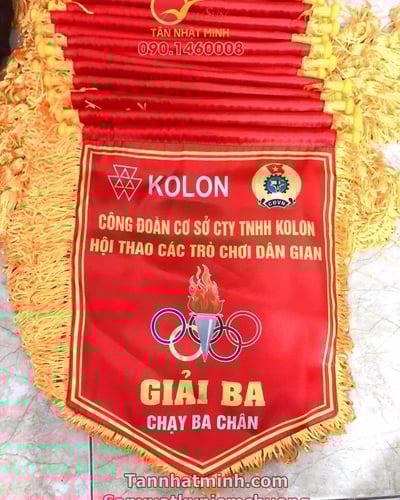 TÂN NHẬT MINH
090.1460008
KOLON
CĐVN
CÔNG ĐOÀN CƠ SỞ CTY TNHH KOLON
HỘI THAO CÁC TRÒ CHƠI DÂN GIAN
GIẢI BA
CHẠY BA CHÂN
Tannhatminh.com